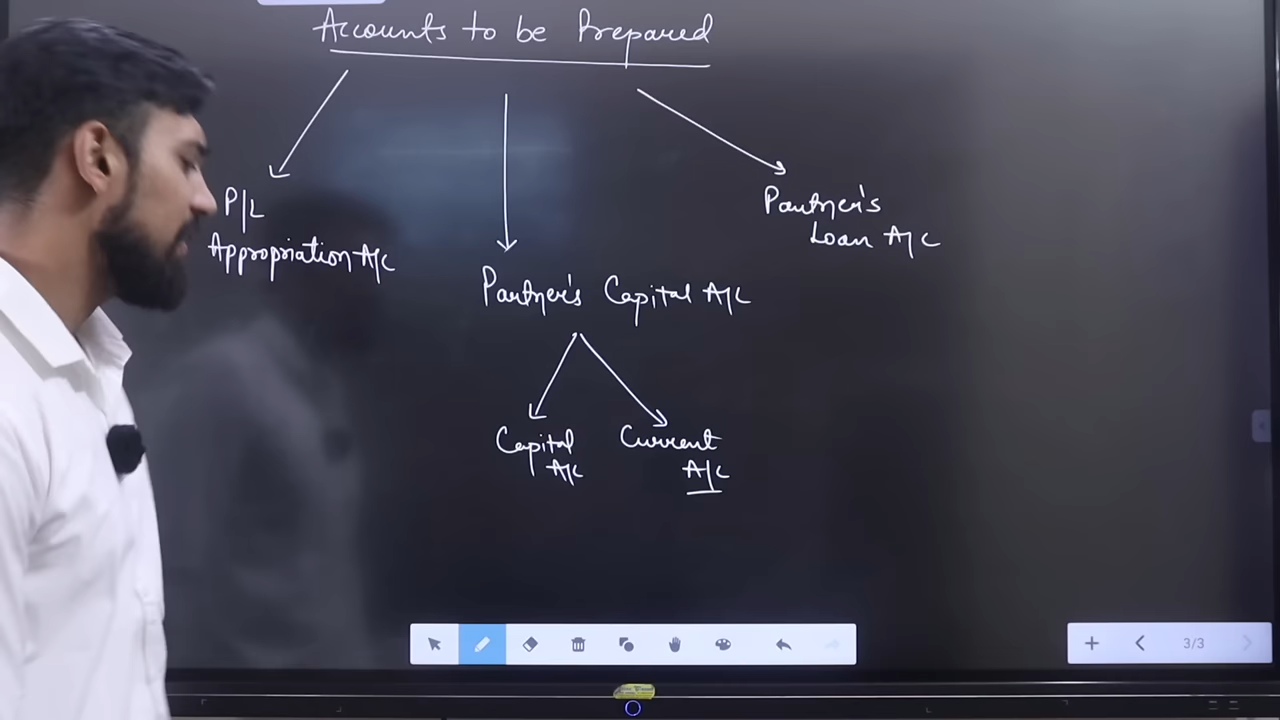 Accounts to be Prepared
P/L
Appropriation A/c
Partner's
Loan A/c
Partner's Capital A/c
Capital
A/c
Current
A/c
3/3